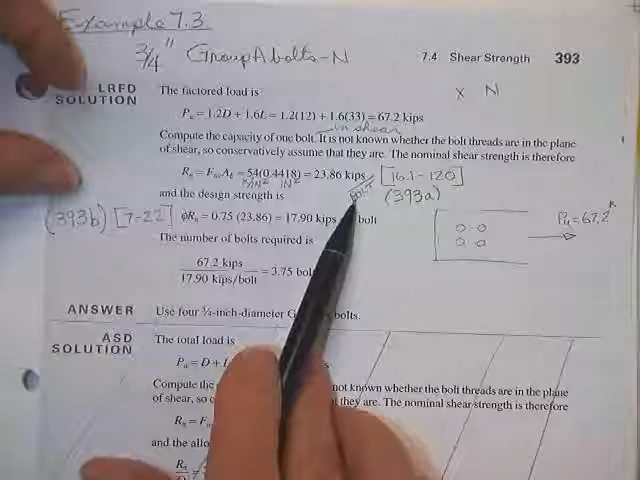 Example 7.3
3/4" Group A bolts - N
7.4 Shear Strength 393
X N
LRFD
SOLUTION
The factored load is
Pu = 1.2D + 1.6L = 1.2(12) + 1.6(33) = 67.2 kips
in shear
Compute the capacity of one bolt. It is not known whether the bolt threads are in the plane
of shear, so conservatively assume that they are. The nominal shear strength is therefore
Rn = FnvAb = 54(0.4418) = 23.86 kips [16.1-120]
K/IN² IN² BOLT
and the design strength is (393a)
(393b) [7-22] ϕRn = 0.75 (23.86) = 17.90 kips bolt
Pu = 67.2 k
The number of bolts required is
67.2 kips
17.90 kips/bolt
= 3.75 bol
ANSWER Use four 3/4-inch-diameter G bolts.
ASD
SOLUTION
The total load is
Pa = D + L
Compute the not known whether the bolt threads are in the plane
of shear, so c they are. The nominal shear strength is therefore
Rn = F
and the allo
Rn
Ω